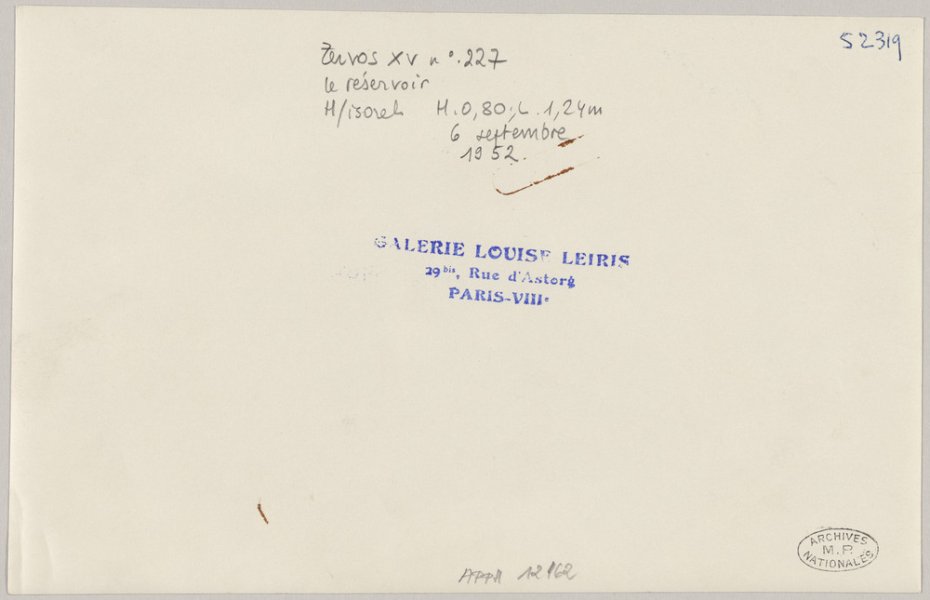 52319
Zervos XV n°.227
le réservoir
H/isorel H.0,80; L.1,24m
6 septembre
1952.
GALERIE LOUISE LEIRIS
29bis, Rue d'Astorg
PARIS-VIIIe
ARCHIVES
M.P.
NATIONALES
APPH 12162